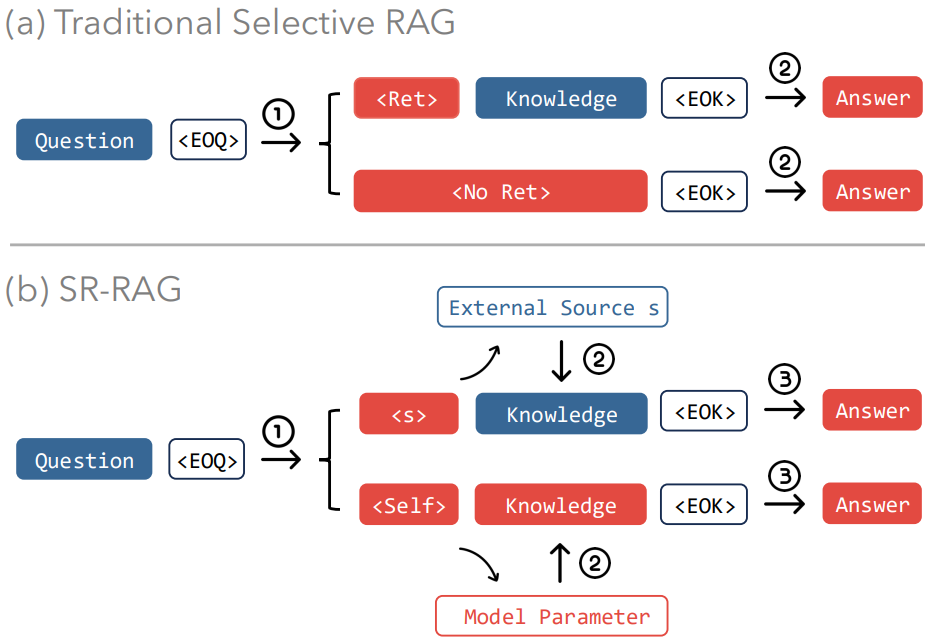 (a) Traditional Selective RAG
Question <EOQ> ① <Ret> Knowledge <EOK> ② Answer
<No Ret> <EOK> ② Answer
(b) SR-RAG
External Source s
②
Question <EOQ> ① <s> Knowledge <EOK> ③ Answer
<Self> Knowledge <EOK> ③ Answer
②
Model Parameter